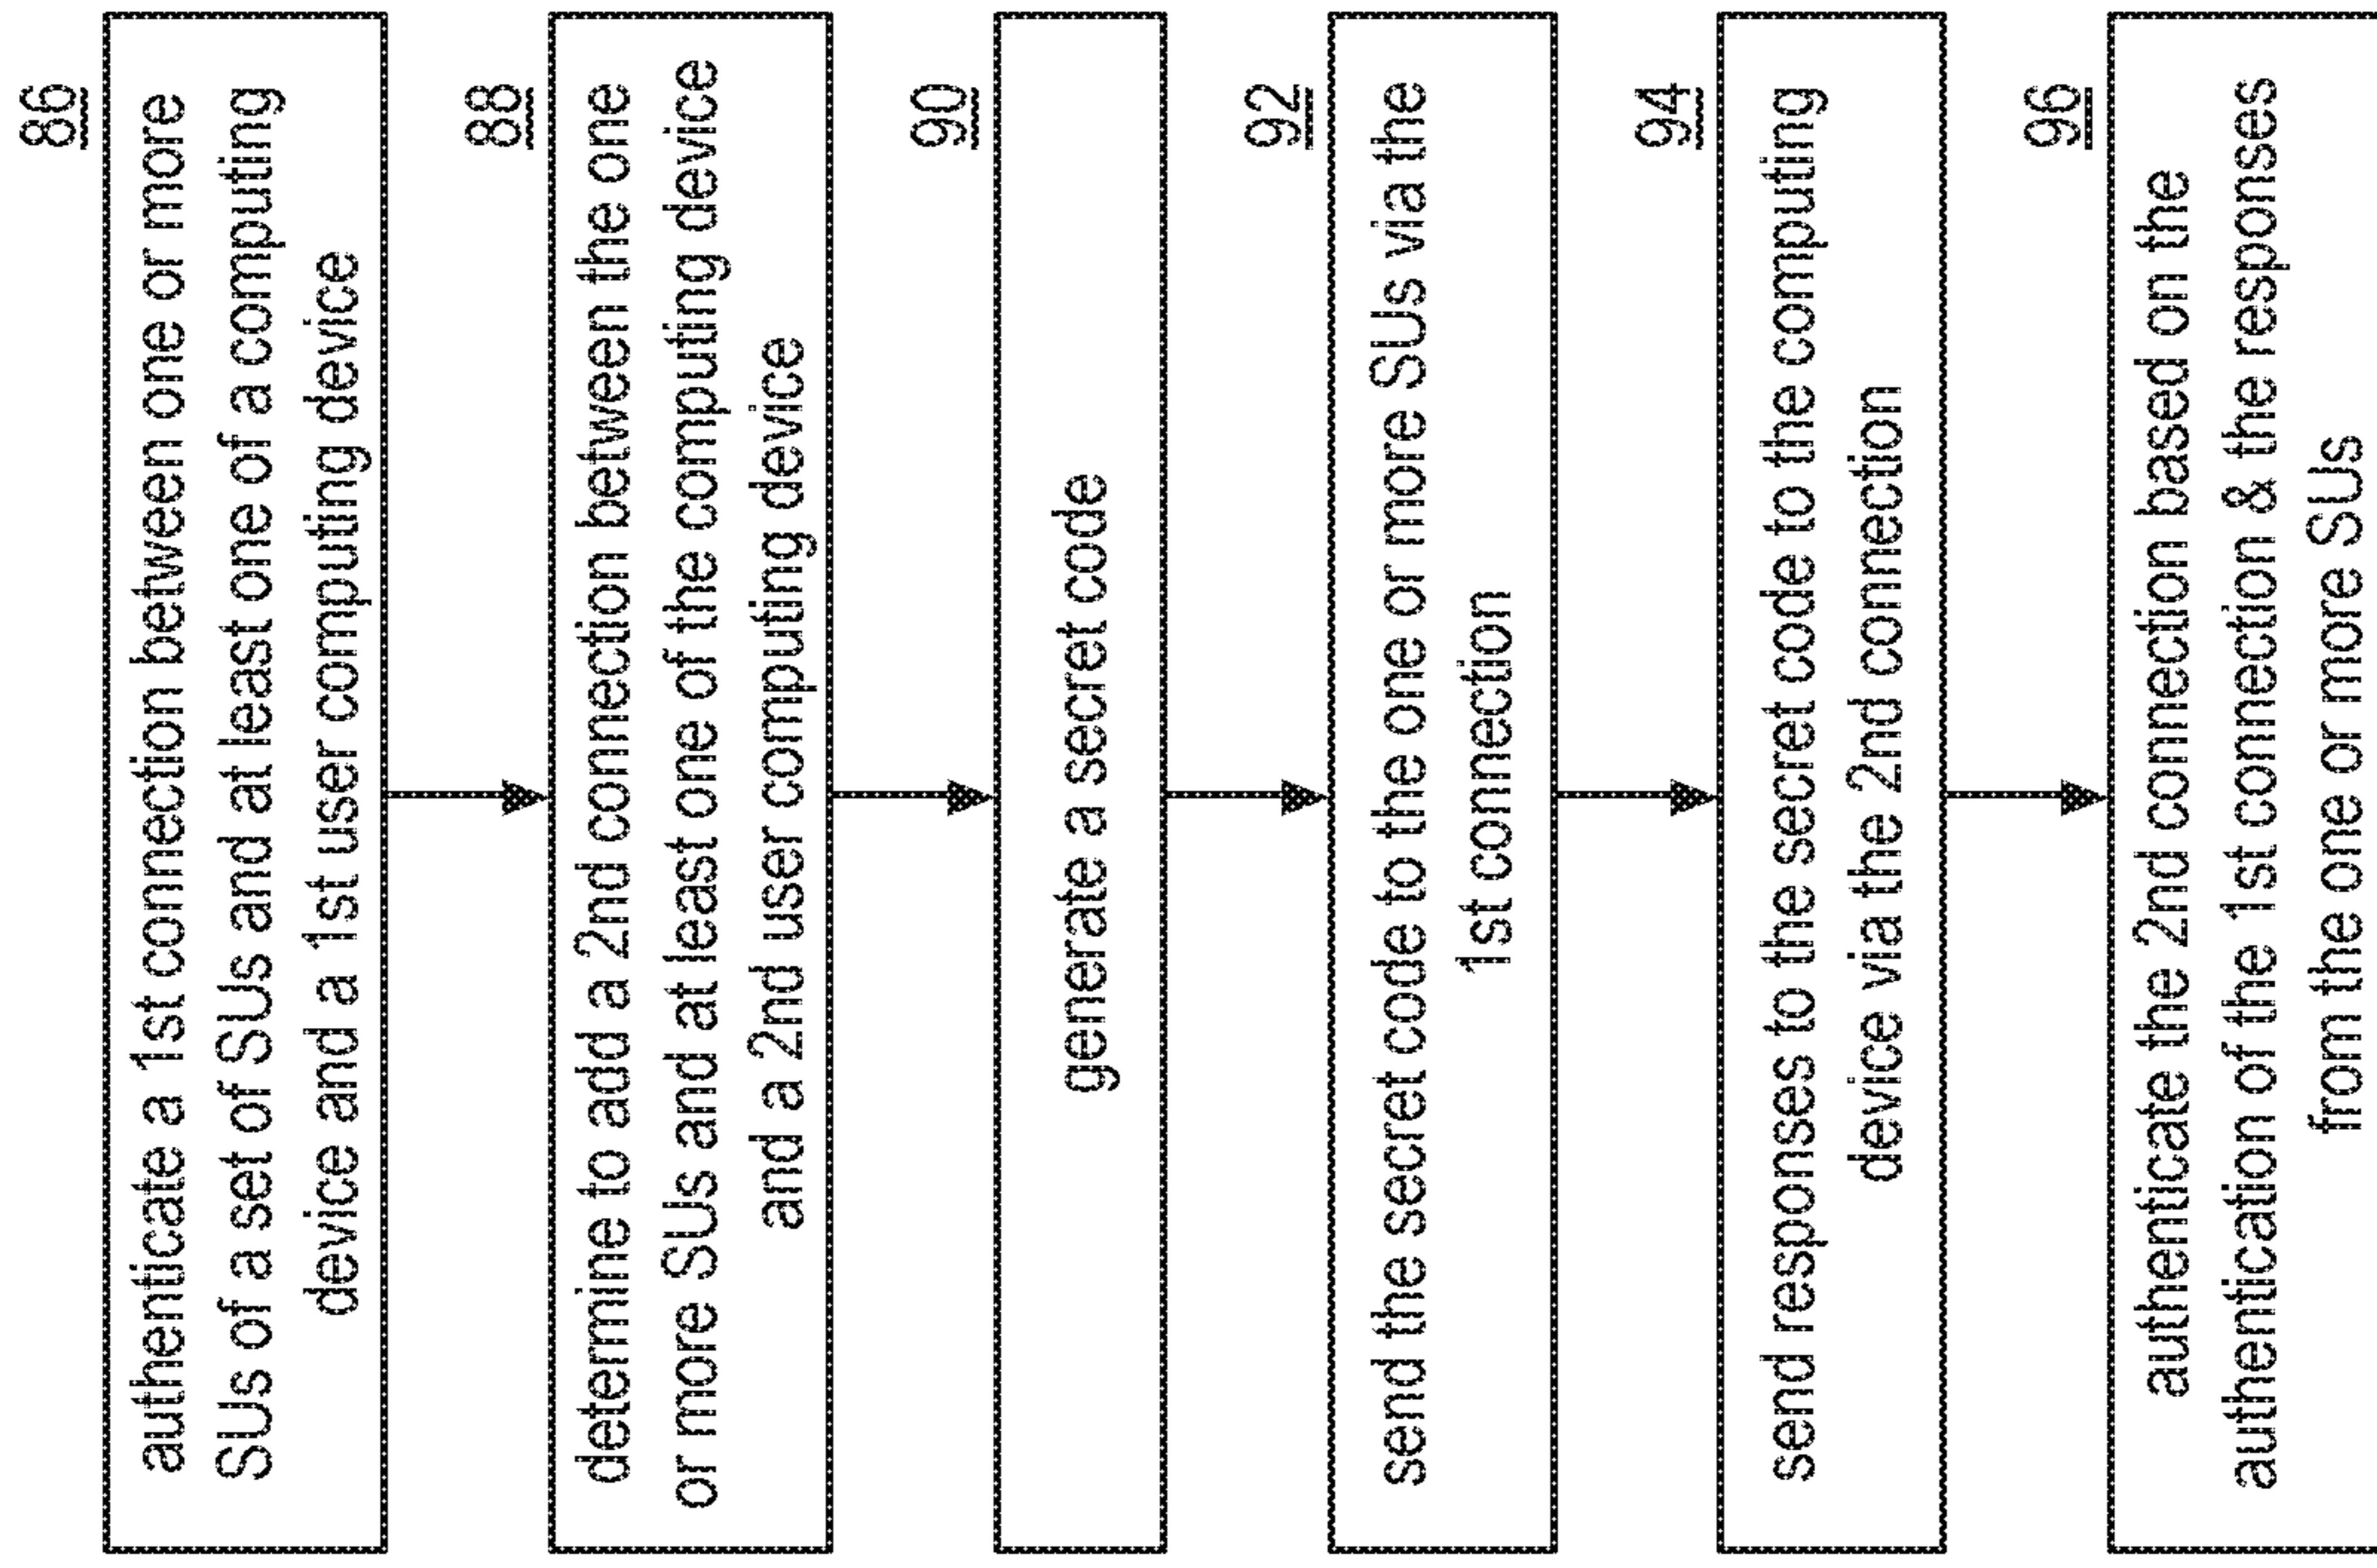 86
authenticate a 1st connection between one or more
SUs of a set of SUs and at least one of a computing
device and a 1st user computing device
88
determine to add a 2nd connection between the one
or more SUs and at least one of the computing device
and a 2nd user computing device
90
generate a secret code
92
send the secret code to the one or more SUs via the
1st connection
94
send responses to the secret code to the computing
device via the 2nd connection
96
authenticate the 2nd connection based on the
authentication of the 1st connection & the responses
from the one or more SUs